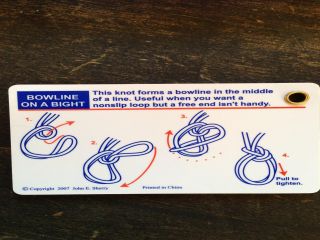 BOWLINE
ON A BIGHT
This knot forms a bowline in the middle
of a line. Useful when you want a
nonslip loop but a free end isn't handy.
1.
2.
3.
4.
Pull to
tighten.
© Copyright 2007 John E. Sherry
Printed in China